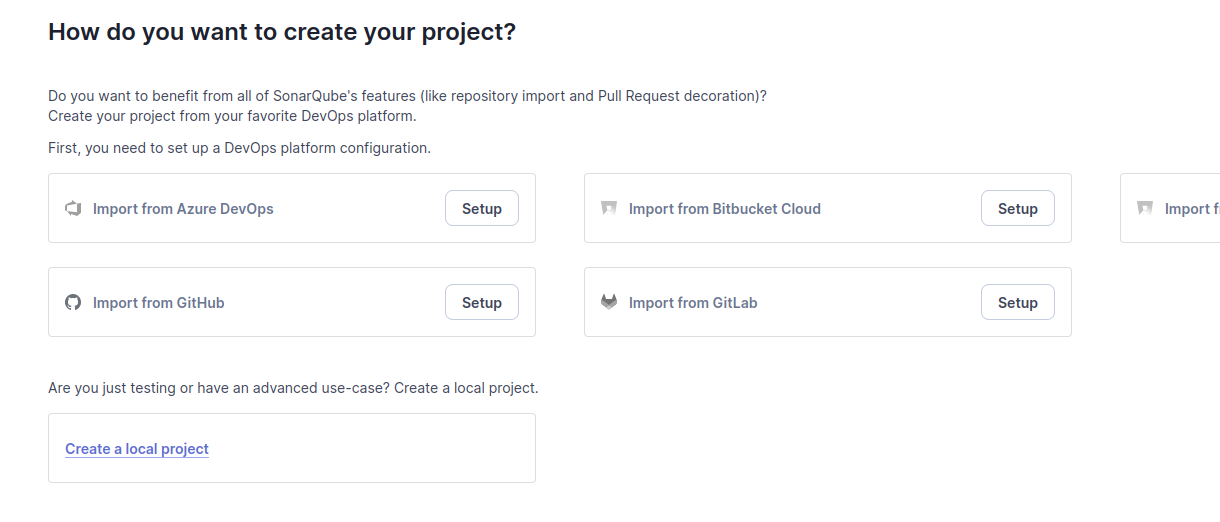 How do you want to create your project?
Do you want to benefit from all of SonarQube's features (like repository import and Pull Request decoration)?
Create your project from your favorite DevOps platform.
First, you need to set up a DevOps platform configuration.
Import from Azure DevOps
Setup
Import from Bitbucket Cloud
Setup
Import
Import from GitHub
Setup
Import from GitLab
Setup
Are you just testing or have an advanced use-case? Create a local project.
Create a local project